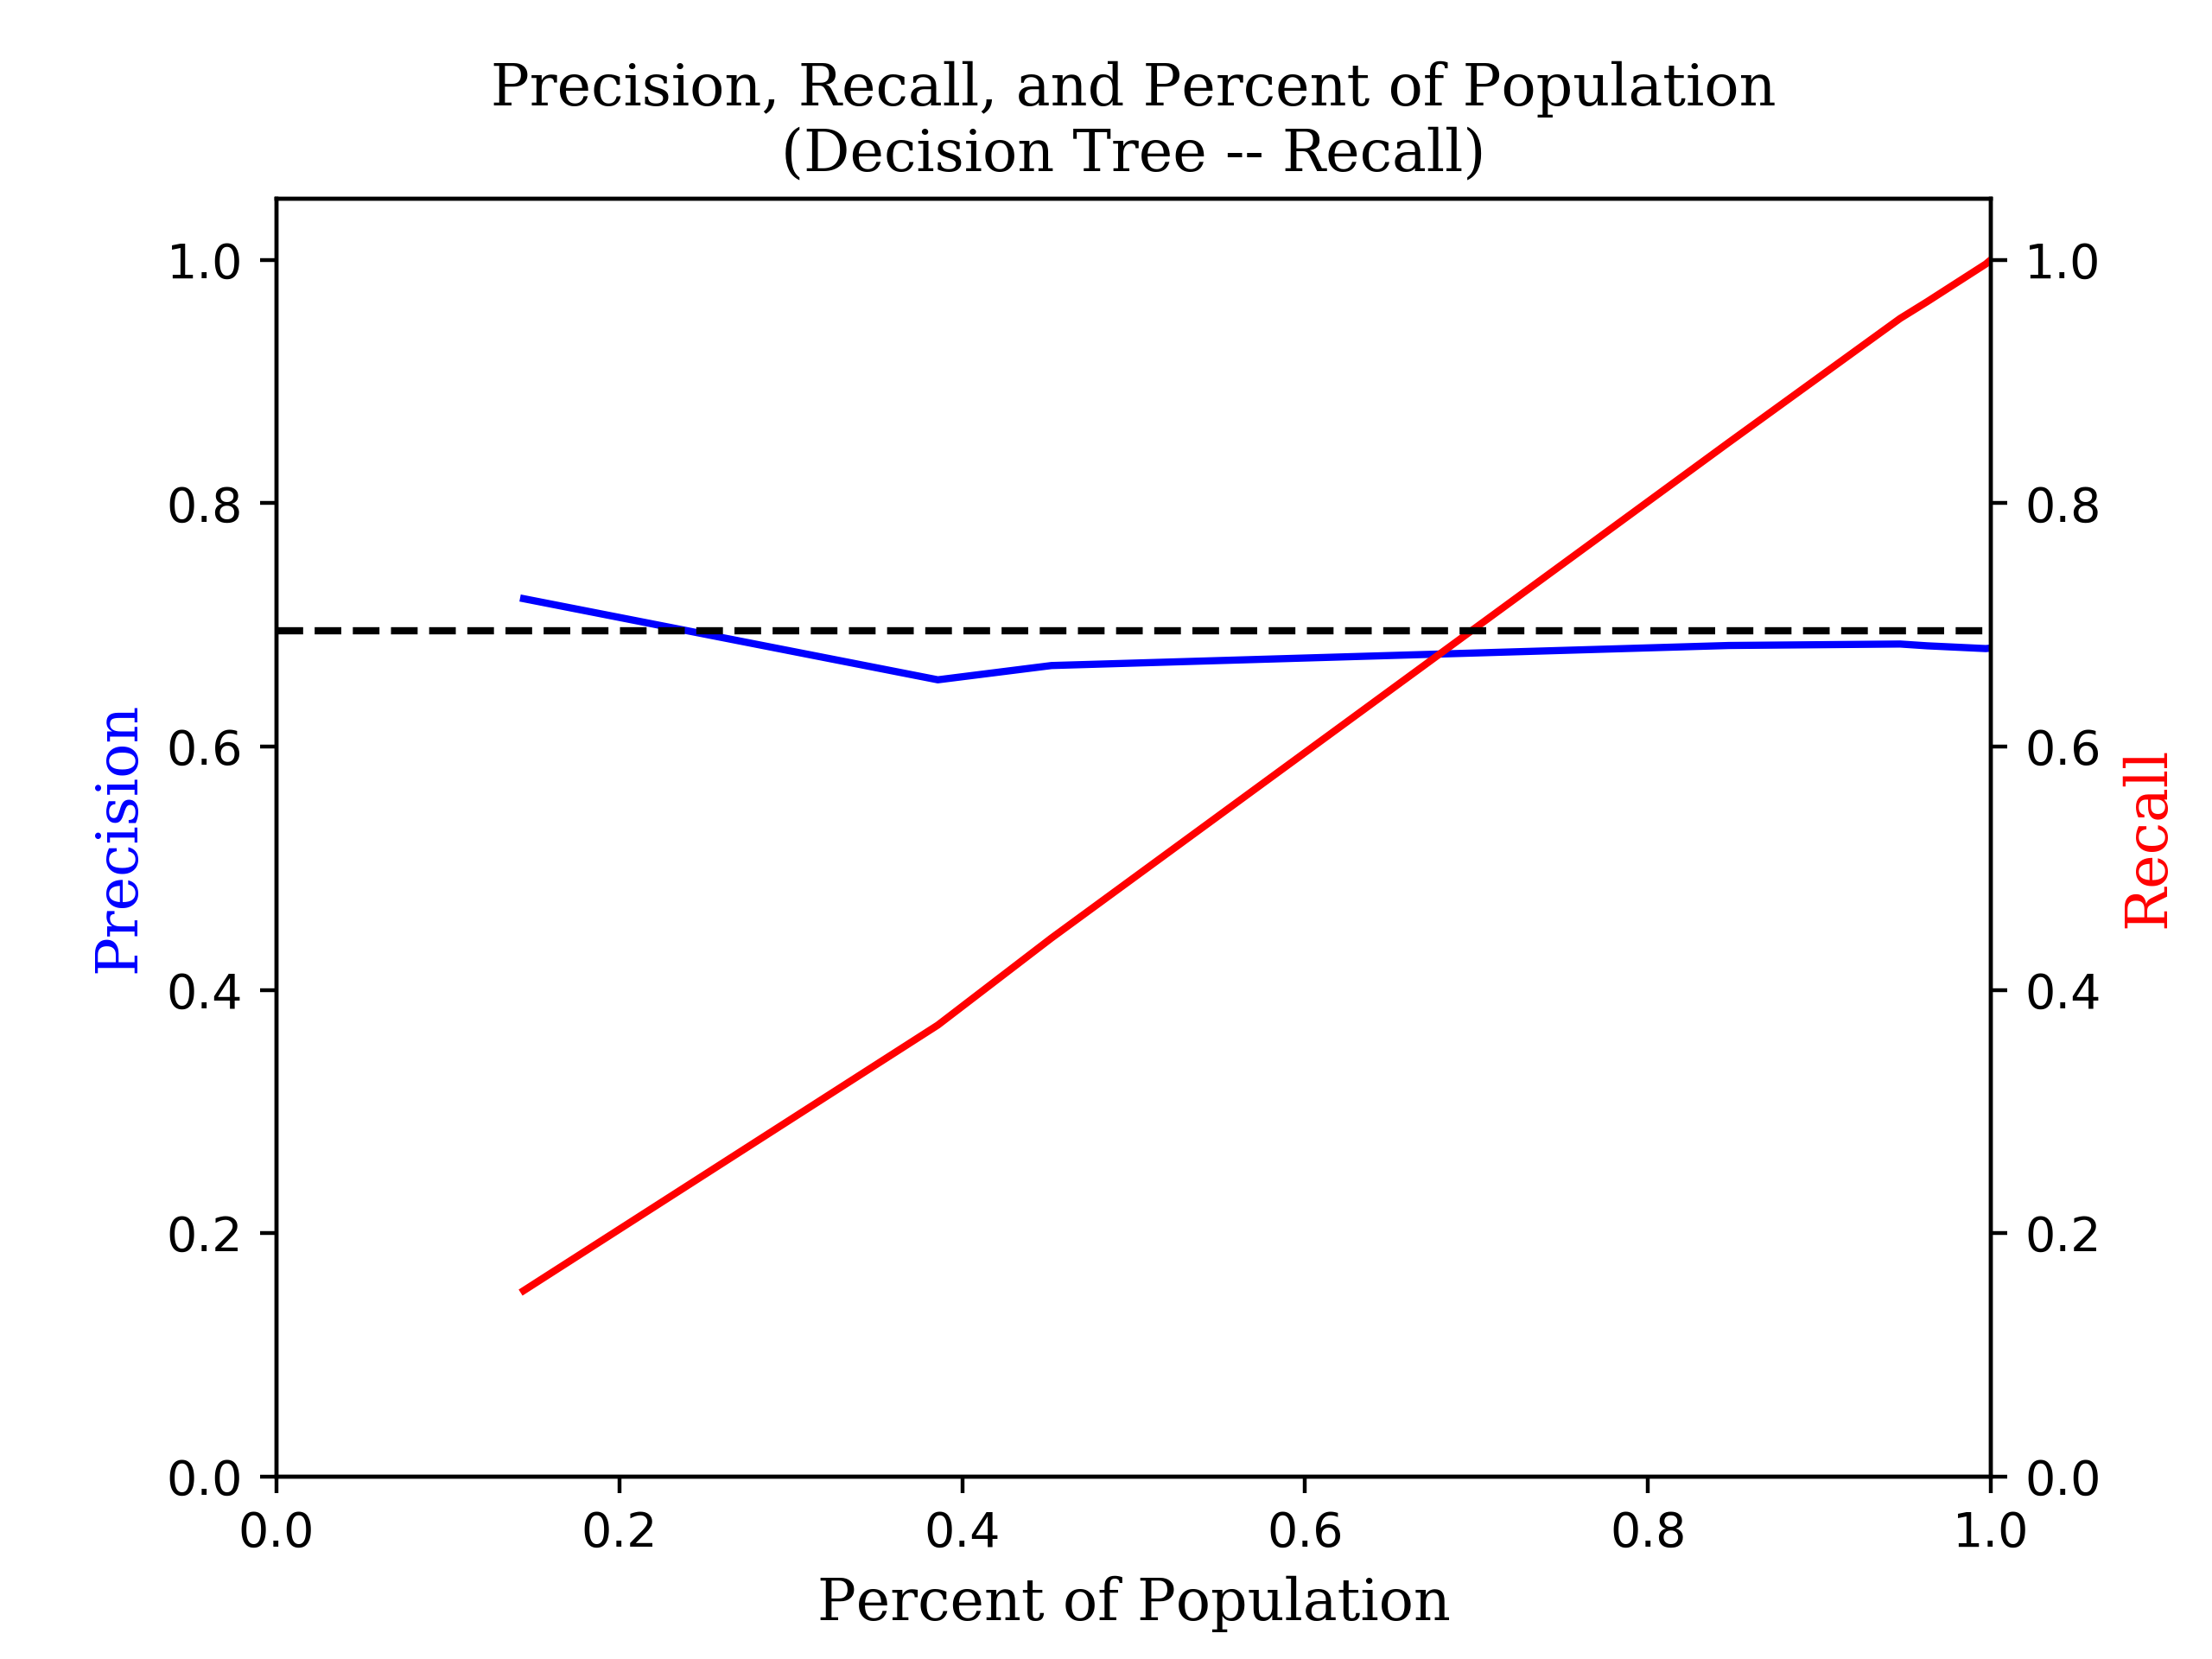 Precision, Recall, and Percent of Population
(Decision Tree -- Recall)
1.0
0.8
0.6
0.4
0.2
0.0
Precision
1.0
0.8
0.6
0.4
0.2
0.0
Recall
0.0 0.2 0.4 0.6 0.8 1.0
Percent of Population